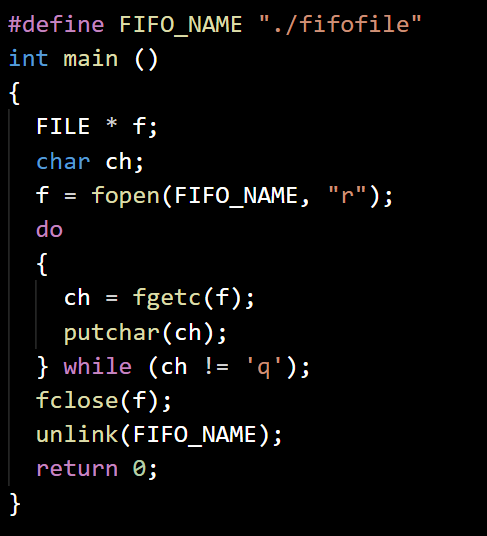 #define FIFO_NAME "./fifofile"
int main ()
{
  FILE * f;
  char ch;
  f = fopen(FIFO_NAME, "r");
  do
  {
    ch = fgetc(f);
    putchar(ch);
  } while (ch != 'q');
  fclose(f);
  unlink(FIFO_NAME);
  return 0;
}